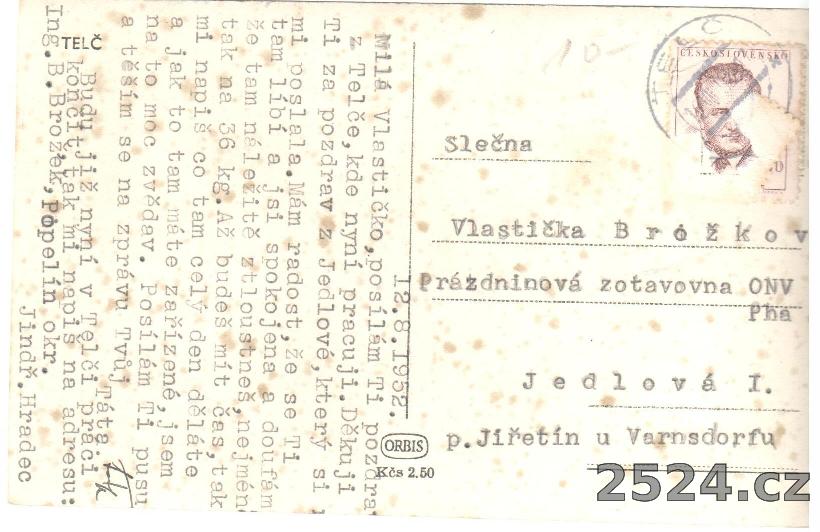 TELČ
12.8.1952.
Milá Vlastičko, posílám Ti pozdra
z Telče, kde nyní pracuji. Děkuji
Ti za pozdrav z Jedlové, který si
mi poslala. Mám radost, že se Ti
tam líbí a jsi spokojena a doufám
že tam náležitě ztloustneš, nejméně
tak na 36 kg. Až budeš mít čas, tak
mi napiš co tam celý den děláte
a jak to tam máte zařízené, jsem
na to moc zvědav. Posílám Ti pusu
a těším se na zprávu Tvůj
Táta
Budu již nyní v Telči práci
končit, tak mi napiš na adresu:
Ing. B. Brožek, Popelín okr.
Jindř. Hradec
ORBIS
Kčs 2.50
10-
ČESKOSLOVENSKO
Slečna
Vlastička Brožkov
Prázdninová zotavovna ONV
Pha
Jedlová I.
p. Jiřetín u Varnsdorfu
2524.cz